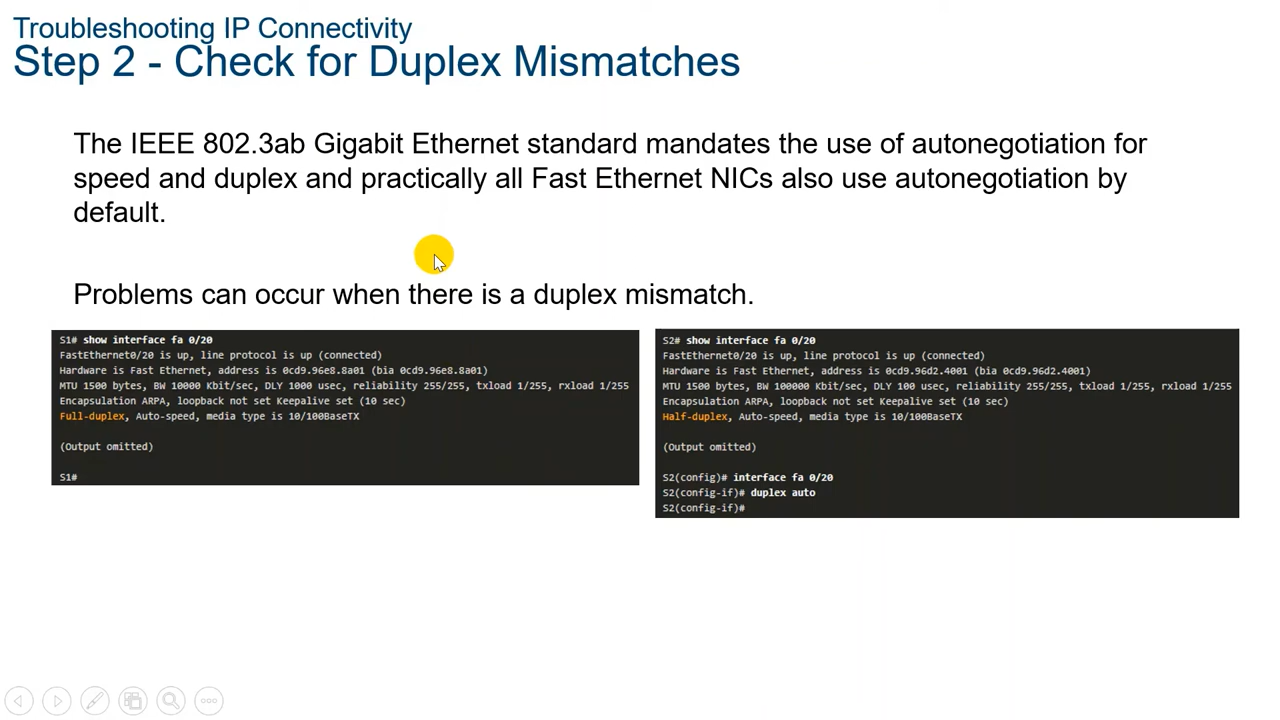 Troubleshooting IP Connectivity
Step 2 - Check for Duplex Mismatches
The IEEE 802.3ab Gigabit Ethernet standard mandates the use of autonegotiation for
speed and duplex and practically all Fast Ethernet NICs also use autonegotiation by
default.
Problems can occur when there is a duplex mismatch.
S1# show interface fa 0/20
FastEthernet0/20 is up, line protocol is up (connected)
Hardware is Fast Ethernet, address is 0cd9.96e8.8a01 (bia 0cd9.96e8.8a01)
MTU 1500 bytes, BW 10000 Kbit/sec, DLY 1000 usec, reliability 255/255, txload 1/255, rxload 1/255
Encapsulation ARPA, loopback not set Keepalive set (10 sec)
Full-duplex, Auto-speed, media type is 10/100BaseTX
(Output omitted)
S1#
S2# show interface fa 0/20
FastEthernet0/20 is up, line protocol is up (connected)
Hardware is Fast Ethernet, address is 0cd9.96d2.4001 (bia 0cd9.96d2.4001)
MTU 1500 bytes, BW 100000 Kbit/sec, DLY 100 usec, reliability 255/255, txload 1/255, rxload 1/255
Encapsulation ARPA, loopback not set Keepalive set (10 sec)
Half-duplex, Auto-speed, media type is 10/100BaseTX
(Output omitted)
S2(config)# interface fa 0/20
S2(config-if)# duplex auto
S2(config-if)#